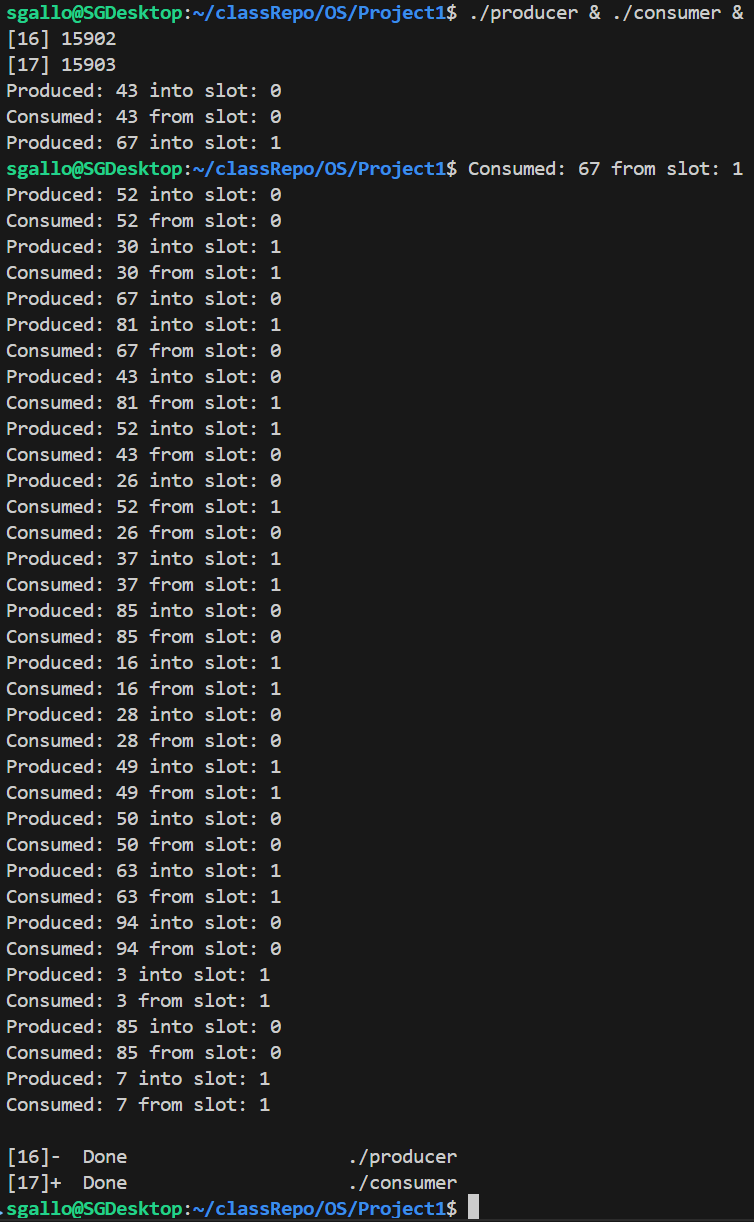 sgallo@SGDesktop:~/classRepo/OS/Project1$ ./producer & ./consumer &
[16] 15902
[17] 15903
Produced: 43 into slot: 0
Consumed: 43 from slot: 0
Produced: 67 into slot: 1
sgallo@SGDesktop:~/classRepo/OS/Project1$ Consumed: 67 from slot: 1
Produced: 52 into slot: 0
Consumed: 52 from slot: 0
Produced: 30 into slot: 1
Consumed: 30 from slot: 1
Produced: 67 into slot: 0
Produced: 81 into slot: 1
Consumed: 67 from slot: 0
Produced: 43 into slot: 0
Consumed: 81 from slot: 1
Produced: 52 into slot: 1
Consumed: 43 from slot: 0
Produced: 26 into slot: 0
Consumed: 52 from slot: 1
Consumed: 26 from slot: 0
Produced: 37 into slot: 1
Consumed: 37 from slot: 1
Produced: 85 into slot: 0
Consumed: 85 from slot: 0
Produced: 16 into slot: 1
Consumed: 16 from slot: 1
Produced: 28 into slot: 0
Consumed: 28 from slot: 0
Produced: 49 into slot: 1
Consumed: 49 from slot: 1
Produced: 50 into slot: 0
Consumed: 50 from slot: 0
Produced: 63 into slot: 1
Consumed: 63 from slot: 1
Produced: 94 into slot: 0
Consumed: 94 from slot: 0
Produced: 3 into slot: 1
Consumed: 3 from slot: 1
Produced: 85 into slot: 0
Consumed: 85 from slot: 0
Produced: 7 into slot: 1
Consumed: 7 from slot: 1
[16]-  Done                    ./producer
[17]+  Done                    ./consumer
sgallo@SGDesktop:~/classRepo/OS/Project1$